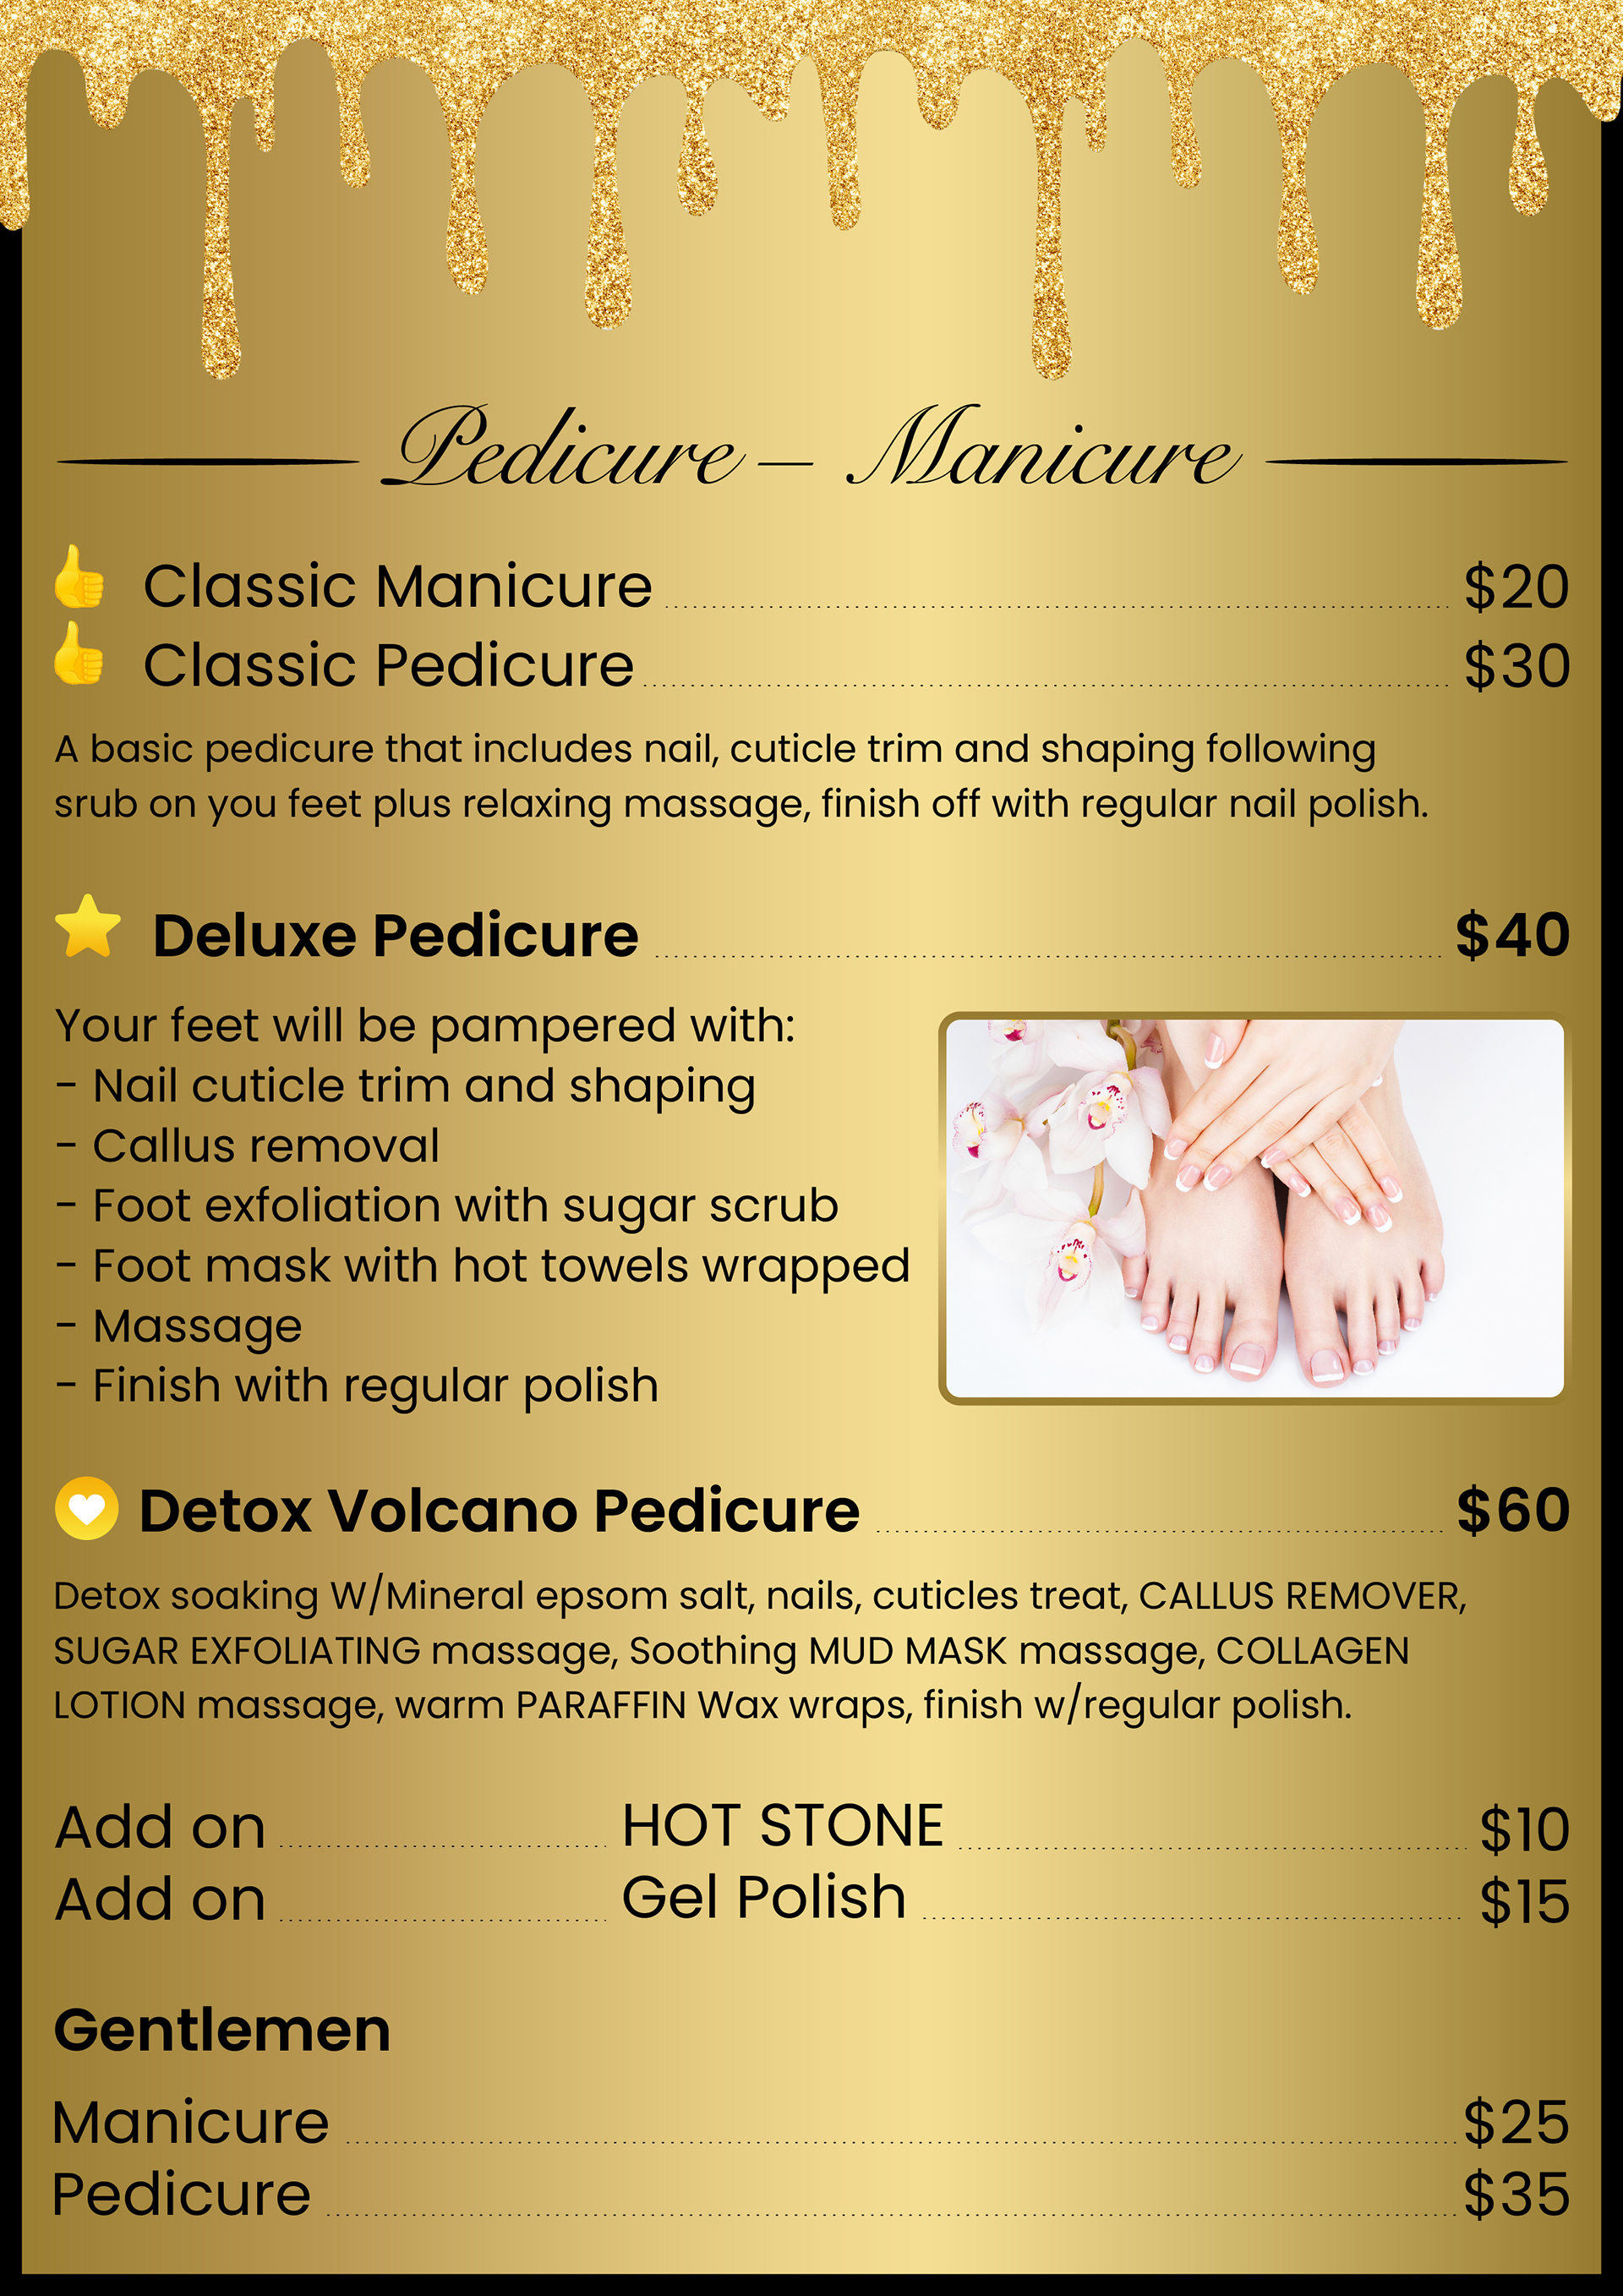 Pedicure – Manicure
Classic Manicure $20
Classic Pedicure $30
A basic pedicure that includes nail, cuticle trim and shaping following
srub on you feet plus relaxing massage, finish off with regular nail polish.
Deluxe Pedicure $40
Your feet will be pampered with:
- Nail cuticle trim and shaping
- Callus removal
- Foot exfoliation with sugar scrub
- Foot mask with hot towels wrapped
- Massage
- Finish with regular polish
Detox Volcano Pedicure $60
Detox soaking W/Mineral epsom salt, nails, cuticles treat, CALLUS REMOVER,
SUGAR EXFOLIATING massage, Soothing MUD MASK massage, COLLAGEN
LOTION massage, warm PARAFFIN Wax wraps, finish w/regular polish.
Add on HOT STONE $10
Add on Gel Polish $15
Gentlemen
Manicure $25
Pedicure $35